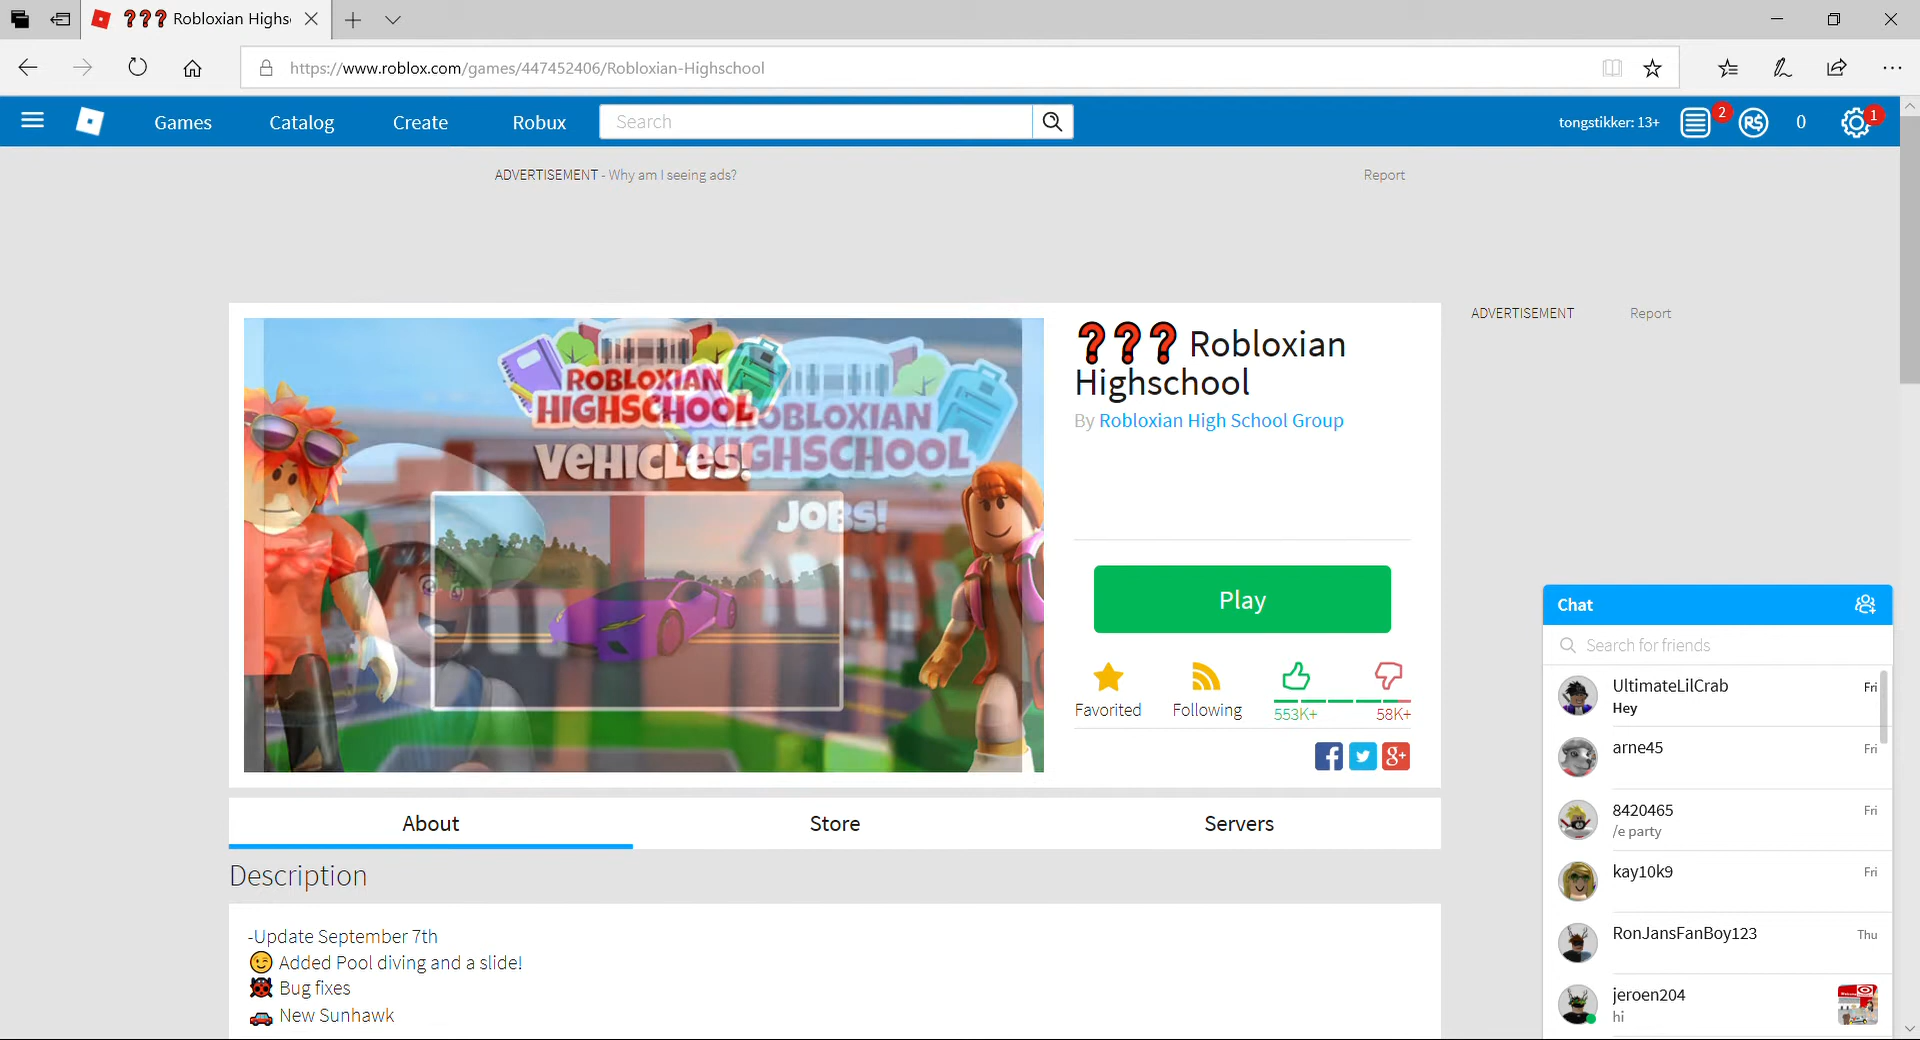 ❓❓❓ Robloxian Highs
https://www.roblox.com/games/447452406/Robloxian-Highschool
Games Catalog Create Robux Search tongstikker: 13+ 2 R$ 0 1
ADVERTISEMENT - Why am I seeing ads? Report
ADVERTISEMENT Report
ROBLOXIAN
HIGHSCHOOL
VEHICLES!
OBLOXIAN
HIGHSCHOOL
JOBS!
❓❓❓ Robloxian
Highschool
By Robloxian High School Group
Play
Favorited Following 553K+ 58K+
f g+
About Store Servers
Description
-Update September 7th
😉 Added Pool diving and a slide!
🐞 Bug fixes
🚗 New Sunhawk
Chat
Search for friends
UltimateLilCrab Fri
Hey
arne45 Fri
8420465 Fri
/e party
kay10k9 Fri
RonJansFanBoy123 Thu
jeroen204
hi